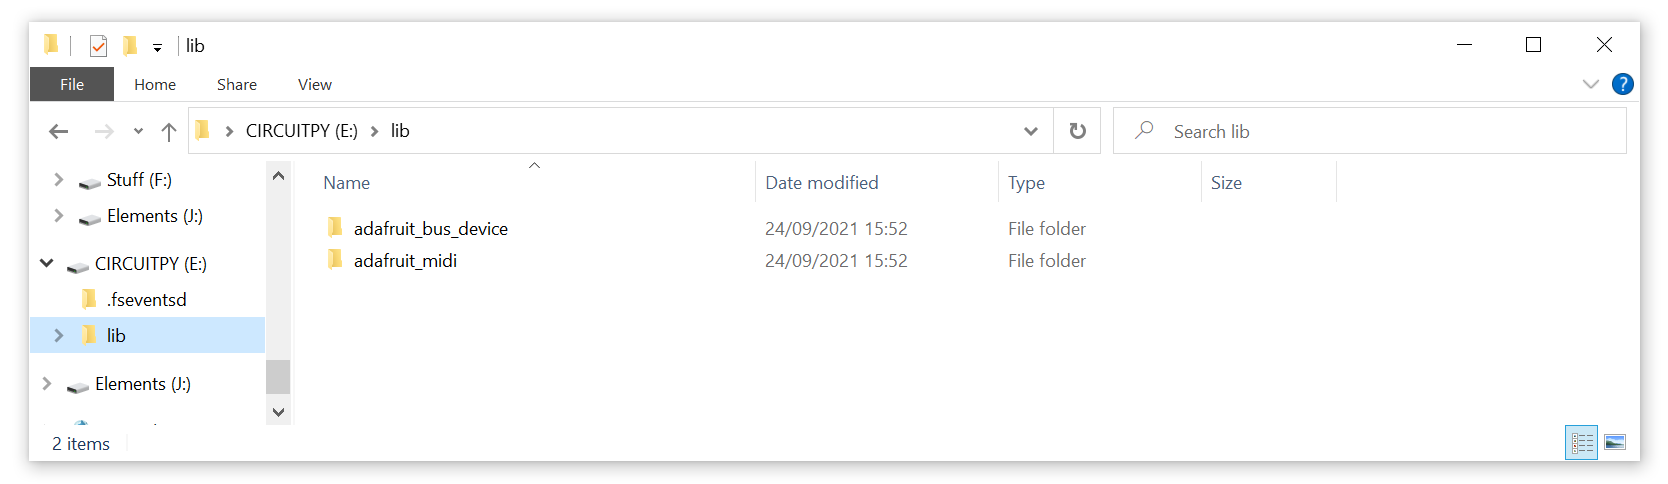 lib
File Home Share View
?
CIRCUITPY (E:) lib
Search lib
Stuff (F:)
Elements (J:)
CIRCUITPY (E:)
.fseventsd
lib
Elements (J:)
Name Date modified Type Size
adafruit_bus_device 24/09/2021 15:52 File folder
adafruit_midi 24/09/2021 15:52 File folder
2 items